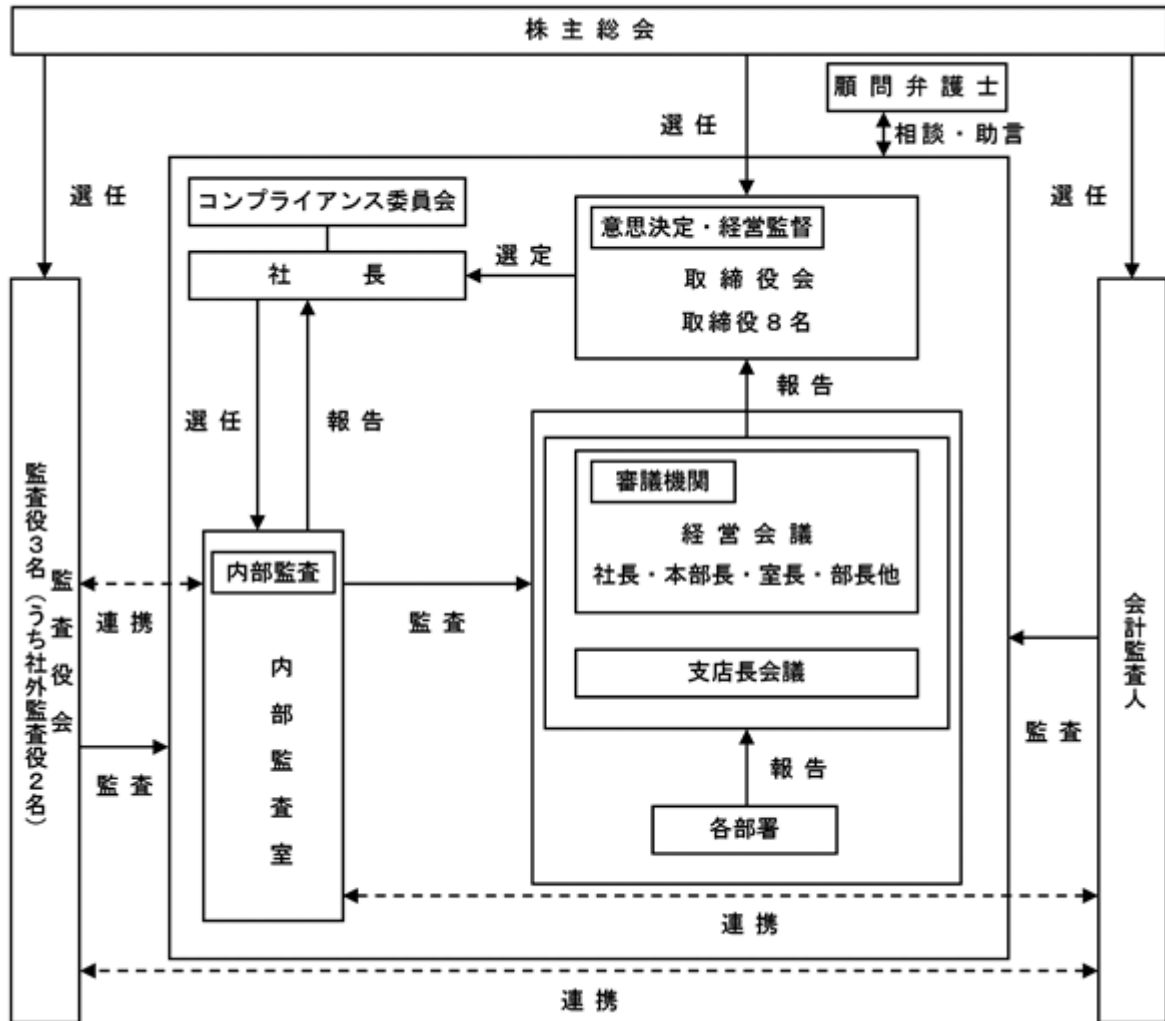 株主総会
顧問弁護士
相談・助言
選任
選任
選任
コンプライアンス委員会
社長
選定
意思決定・経営監督
取締役会
取締役8名
報告
選任
報告
審議機関
経営会議
社長・本部長・室長・部長他
支店長会議
報告
各部署
内部監査
内部監査室
監査
連携
監査
監査役会
監査役3名(うち社外監査役2名)
会計監査人
監査
連携
連携